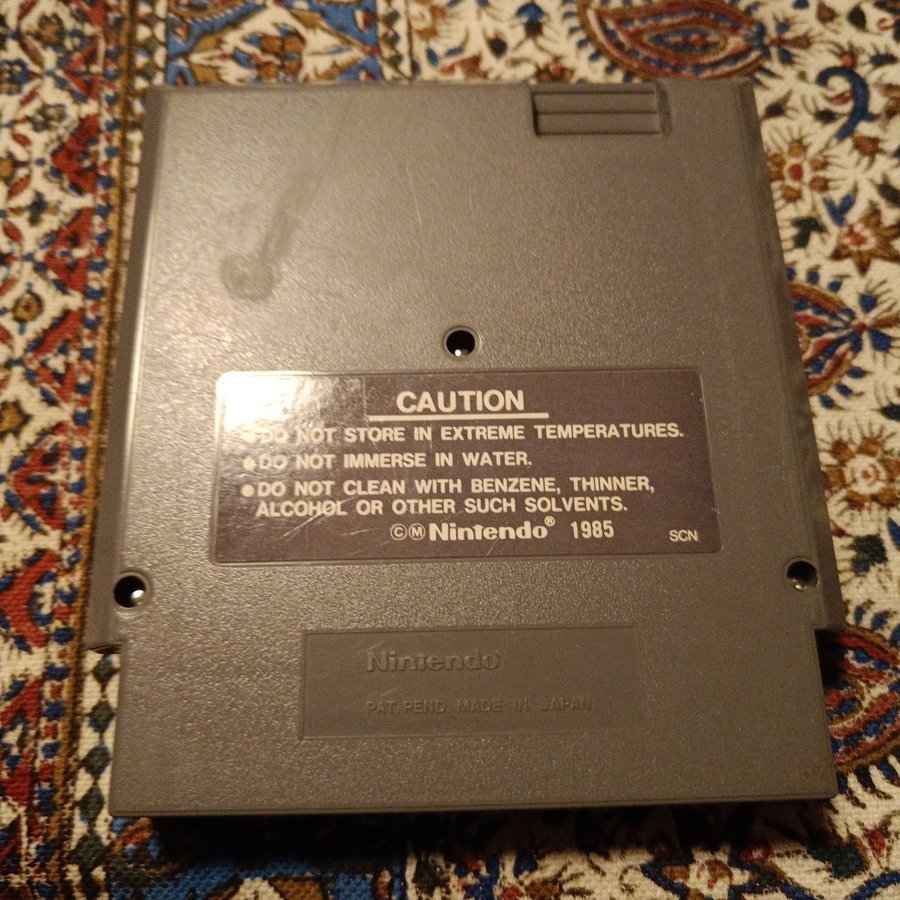 CAUTION
● DO NOT STORE IN EXTREME TEMPERATURES.
● DO NOT IMMERSE IN WATER.
● DO NOT CLEAN WITH BENZENE, THINNER,
ALCOHOL OR OTHER SUCH SOLVENTS.
©Ⓜ Nintendo® 1985 SCN
Nintendo
PAT. PEND. MADE IN JAPAN